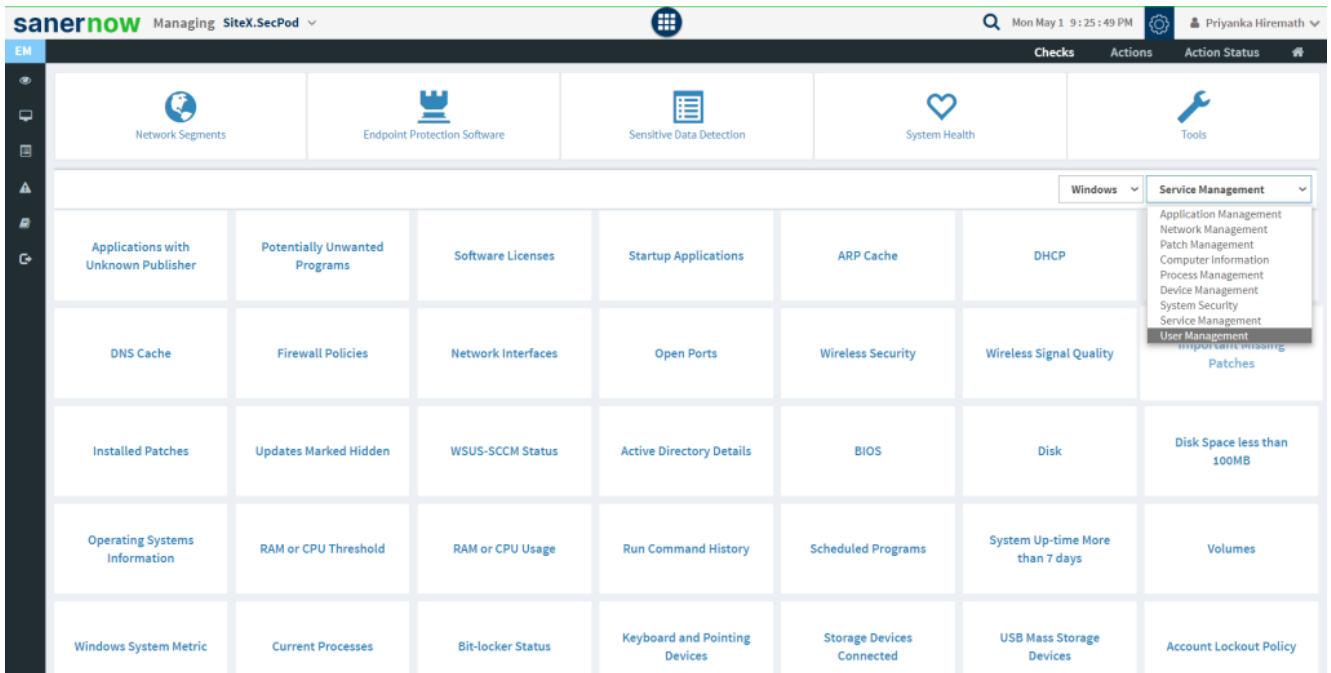 sanernow Managing SiteX.SecPod Mon May 1 9:25:49 PM Priyanka Hiremath
EM Checks Actions Action Status
Network Segments
Endpoint Protection Software
Sensitive Data Detection
System Health
Tools
Windows
Service Management
Application Management
Network Management
Patch Management
Computer Information
Process Management
Device Management
System Security
Service Management
User Management
Applications with
Unknown Publisher
Potentially Unwanted
Programs
Software Licenses
Startup Applications
ARP Cache
DHCP
DNS Cache
Firewall Policies
Network Interfaces
Open Ports
Wireless Security
Wireless Signal Quality
Important Missing
Patches
Installed Patches
Updates Marked Hidden
WSUS-SCCM Status
Active Directory Details
BIOS
Disk
Disk Space less than
100MB
Operating Systems
Information
RAM or CPU Threshold
RAM or CPU Usage
Run Command History
Scheduled Programs
System Up-time More
than 7 days
Volumes
Windows System Metric
Current Processes
Bit-locker Status
Keyboard and Pointing
Devices
Storage Devices
Connected
USB Mass Storage
Devices
Account Lockout Policy